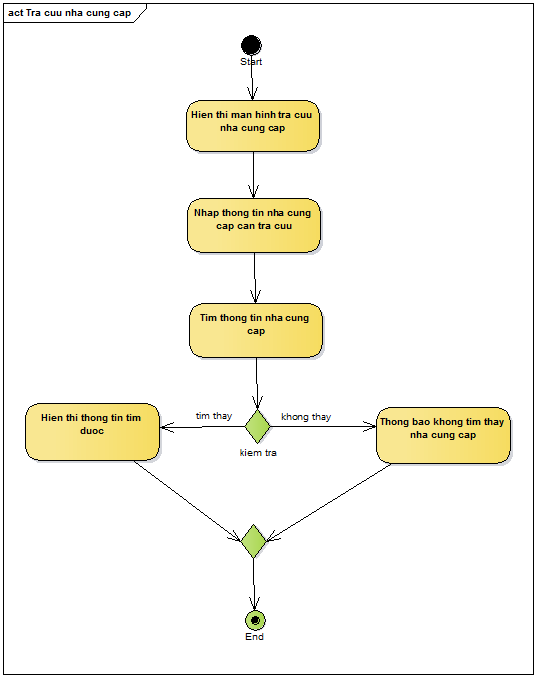 act Tra cuu nha cung cap
Start
Hien thi man hinh tra cuu
nha cung cap
Nhap thong tin nha cung
cap can tra cuu
Tim thong tin nha cung
cap
tim thay
khong thay
Hien thi thong tin tim
duoc
Thong bao khong tim thay
nha cung cap
kiem tra
End